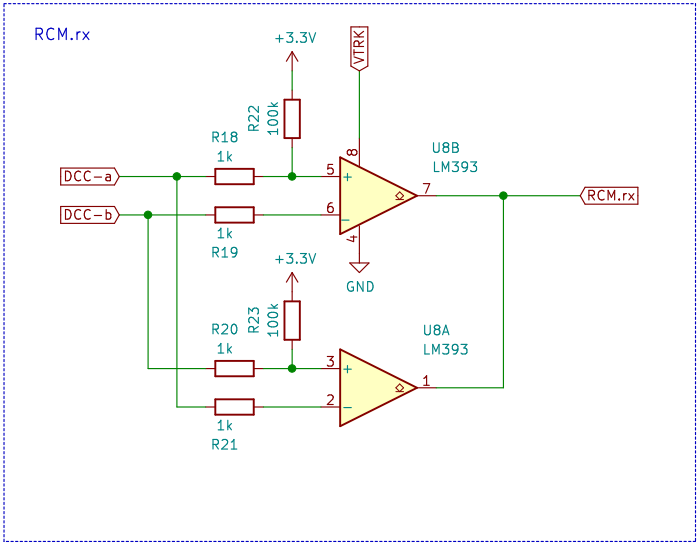 RCM.rx
+3.3V
VTRK
R22
100k
R18
1k
8
U8B
LM393
DCC-a
5
+
7
RCM.rx
DCC-b
6
−
1k
R19
4
+3.3V
GND
R23
100k
R20
1k
U8A
LM393
3
+
1
2
−
1k
R21